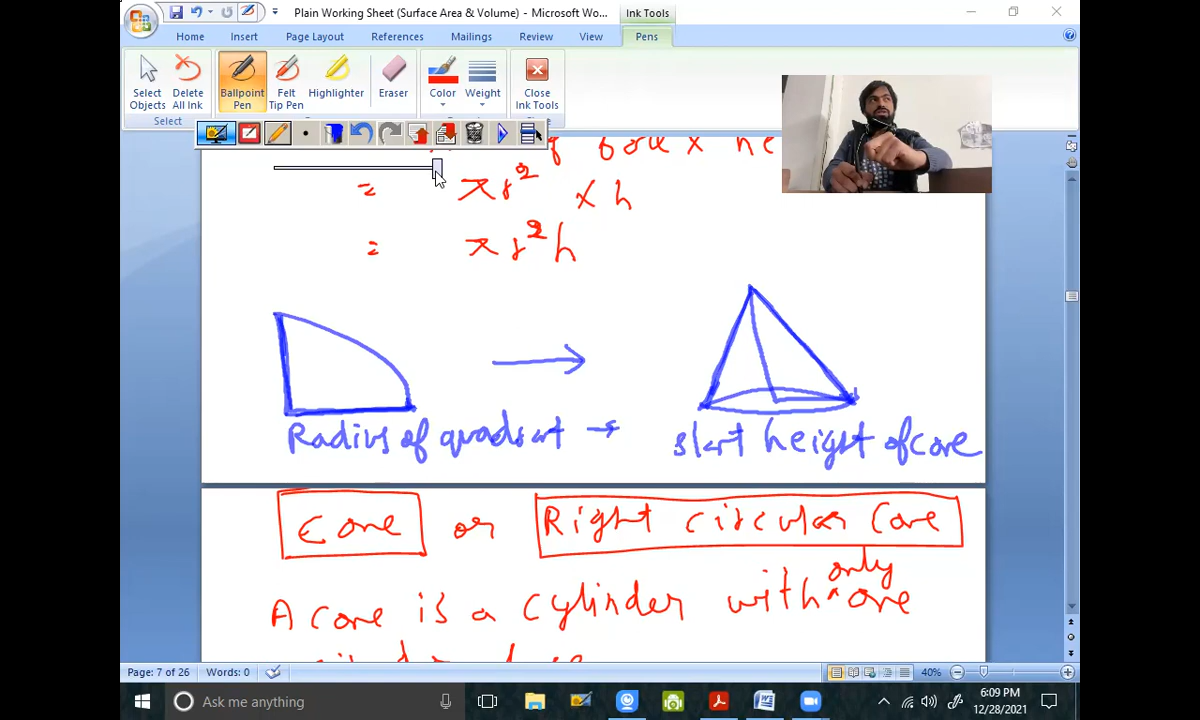 Plain Working Sheet (Surface Area & Volume) - Microsoft Wo...
Ink Tools
Home Insert Page Layout References Mailings Review View Pens
Select Objects
Delete All Ink
Ballpoint Pen
Felt Tip Pen
Highlighter
Eraser
Color
Weight
Close Ink Tools
Select
of base x he
= πr² x h
= πr²h
Radius of quadrant → slant height of cone
Cone or Right circular Cone
only
A cone is a cylinder with ^ one
Page: 7 of 26 Words: 0 40%
Ask me anything
6:09 PM
12/28/2021